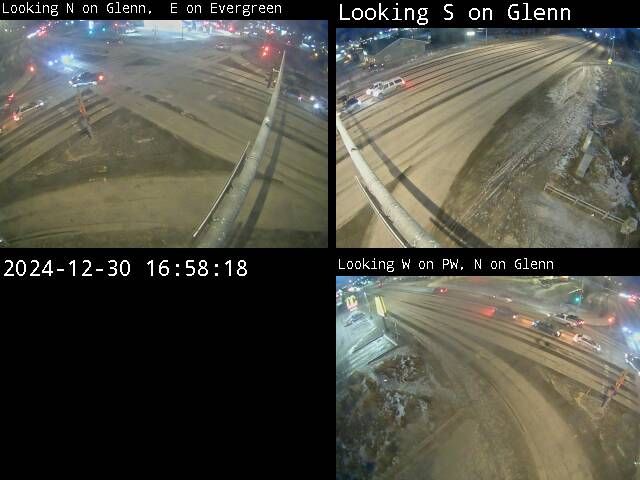 Looking N on Glenn,  E on Evergreen
Looking S on Glenn
2024-12-30 16:58:18
Looking W on PW, N on Glenn